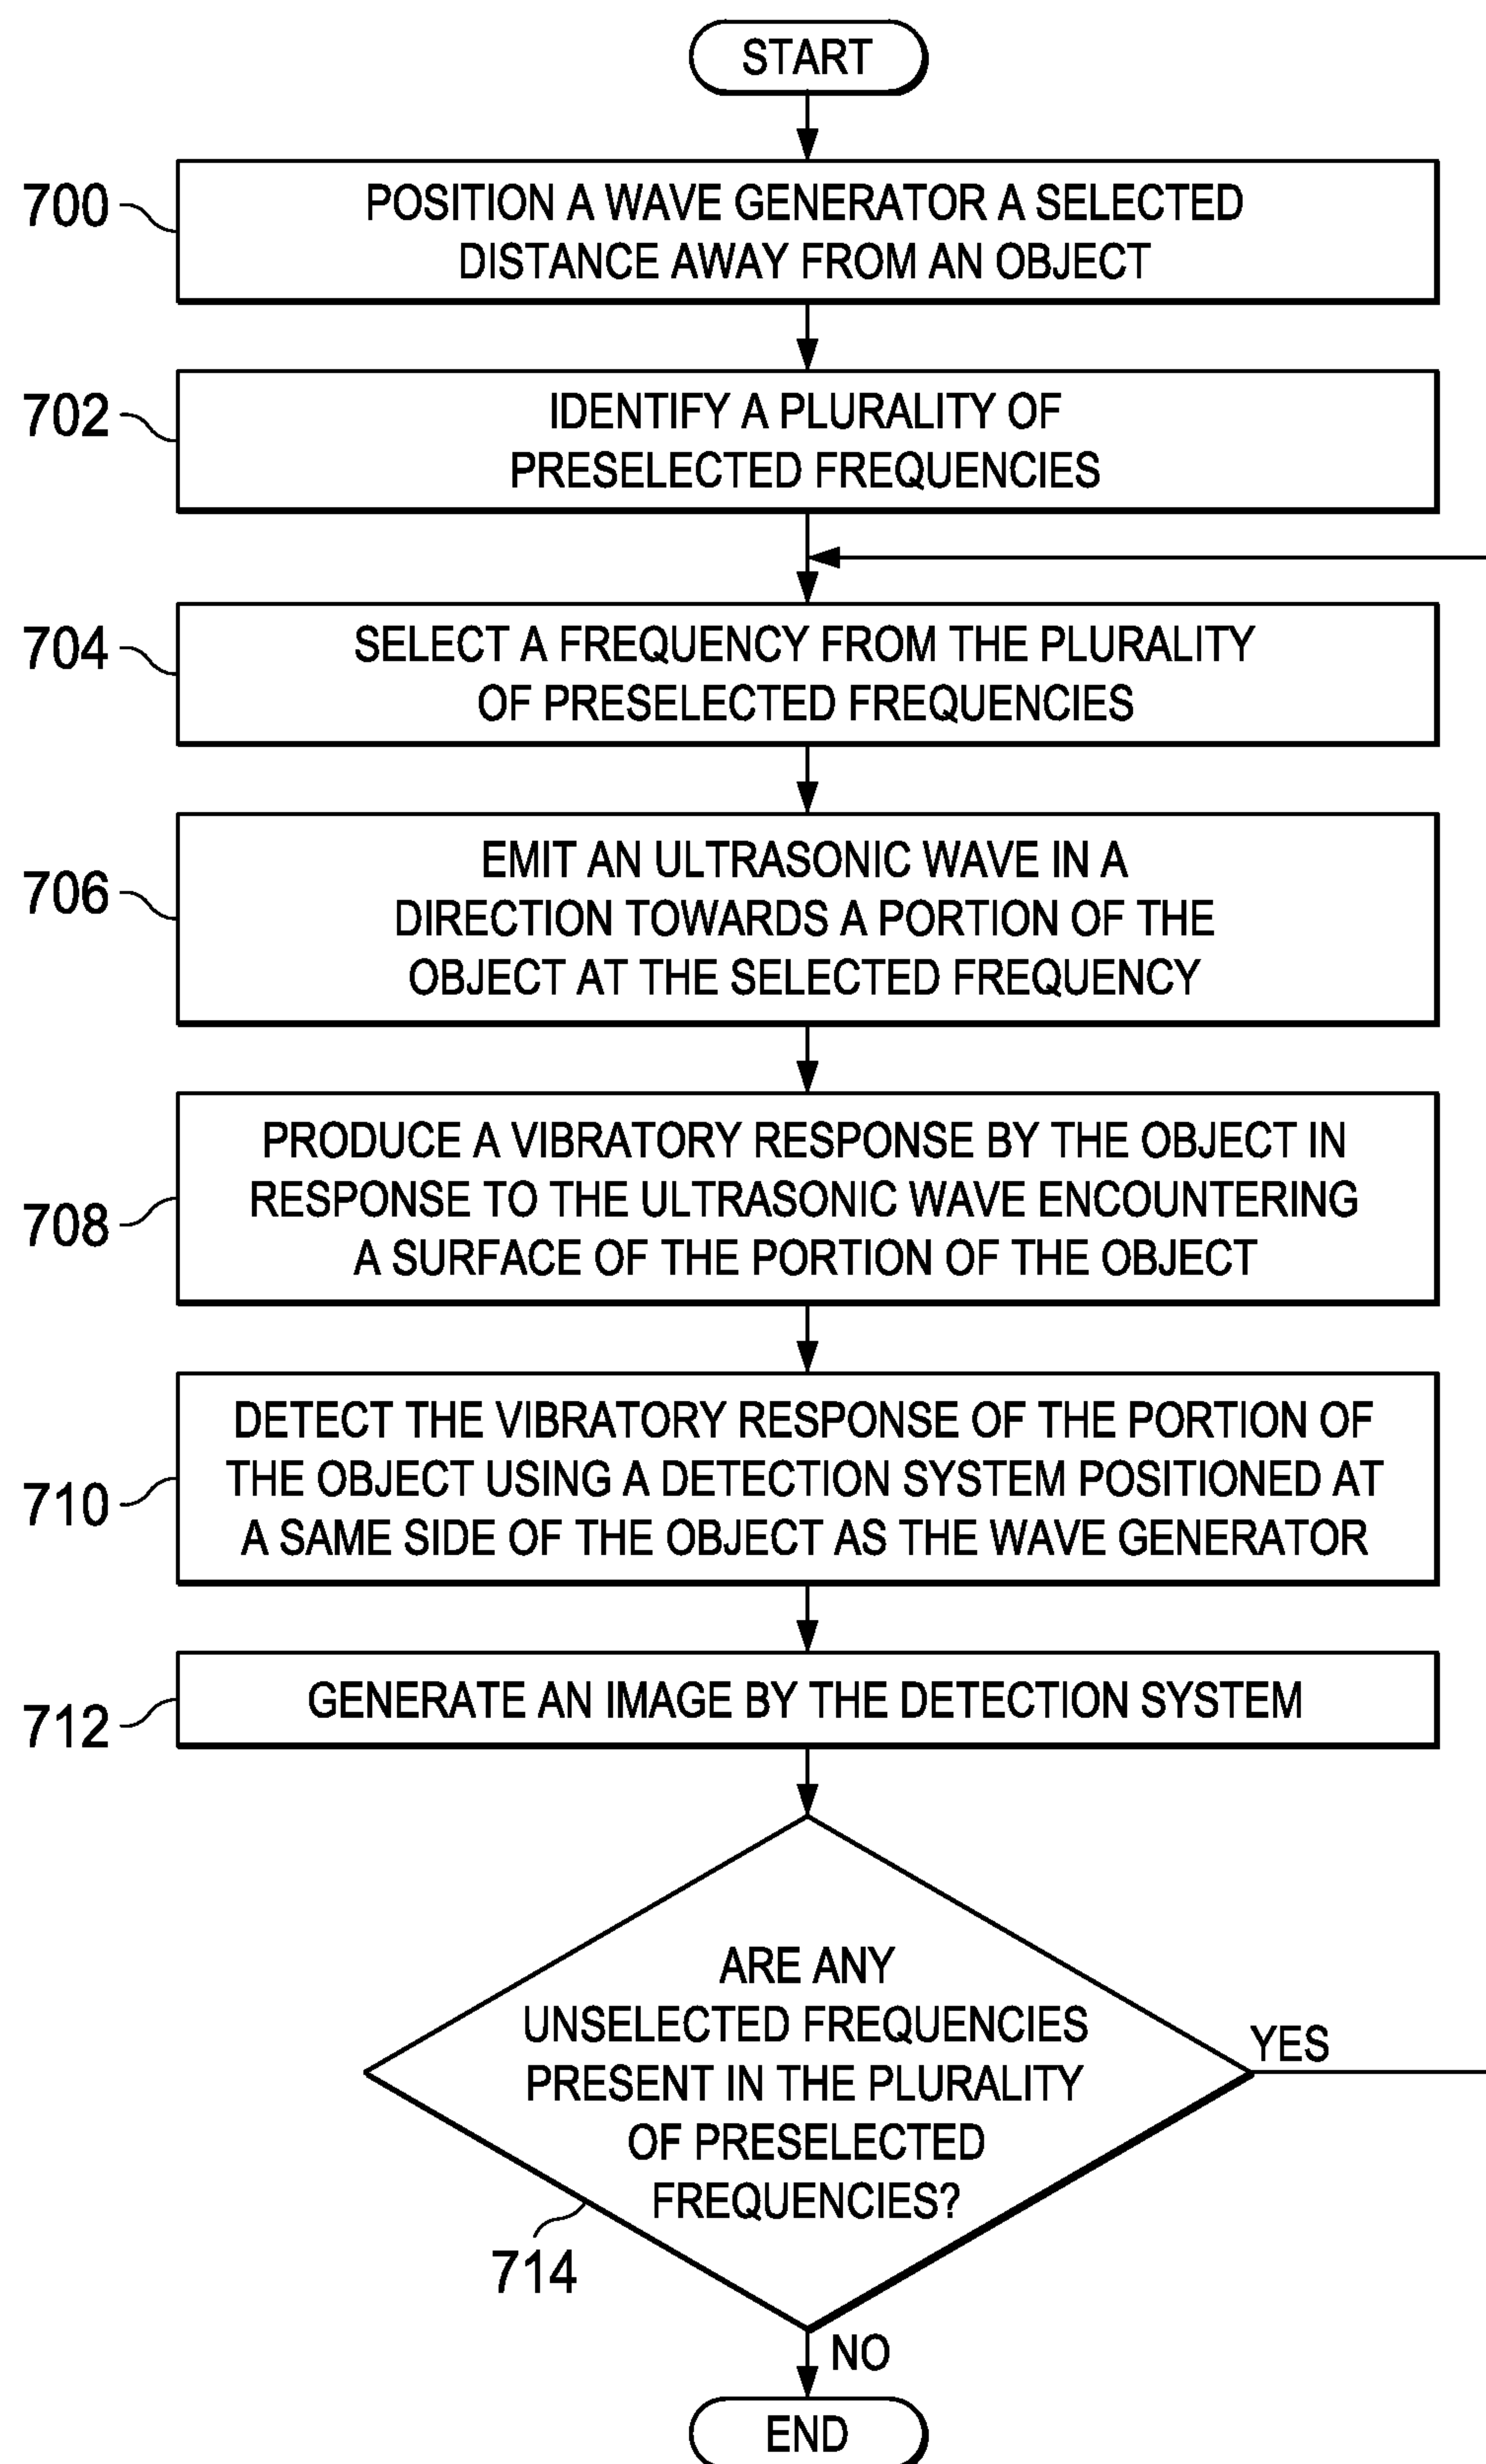 START
700
POSITION A WAVE GENERATOR A SELECTED
DISTANCE AWAY FROM AN OBJECT
702
IDENTIFY A PLURALITY OF
PRESELECTED FREQUENCIES
704
SELECT A FREQUENCY FROM THE PLURALITY
OF PRESELECTED FREQUENCIES
706
EMIT AN ULTRASONIC WAVE IN A
DIRECTION TOWARDS A PORTION OF THE
OBJECT AT THE SELECTED FREQUENCY
708
PRODUCE A VIBRATORY RESPONSE BY THE OBJECT IN
RESPONSE TO THE ULTRASONIC WAVE ENCOUNTERING
A SURFACE OF THE PORTION OF THE OBJECT
710
DETECT THE VIBRATORY RESPONSE OF THE PORTION OF
THE OBJECT USING A DETECTION SYSTEM POSITIONED AT
A SAME SIDE OF THE OBJECT AS THE WAVE GENERATOR
712
GENERATE AN IMAGE BY THE DETECTION SYSTEM
ARE ANY
UNSELECTED FREQUENCIES
PRESENT IN THE PLURALITY
OF PRESELECTED
FREQUENCIES?
YES
714
NO
END